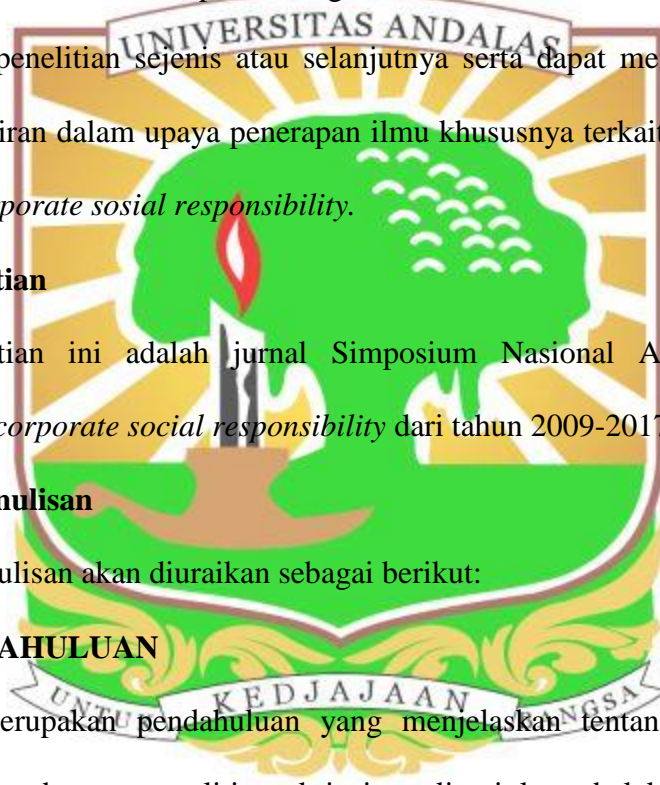 UNIVERSITAS ANDALAS
penelitian sejenis atau selanjutnya serta dapat me
iran dalam upaya penerapan ilmu khususnya terkait
porate sosial responsibility.
tian
tian ini adalah jurnal Simposium Nasional A
corporate social responsibility dari tahun 2009-2017
nulisan
ulisan akan diuraikan sebagai berikut:
AHULUAN
UNTUK KEDJAJAAN BANGSA
erupakan pendahuluan yang menjelaskan tentan